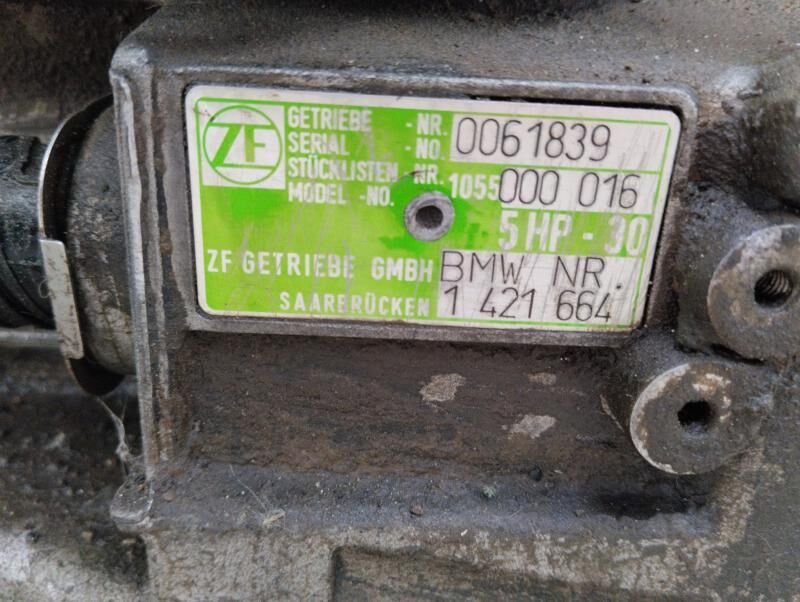 ZF
GETRIEBE -NR. 0061839
SERIAL -NO.
STÜCKLISTEN-NR. 1055 000 016
MODEL -NO.
5 HP - 30
ZF GETRIEBE GMBH BMW NR.
SAARBRÜCKEN 1 421 664